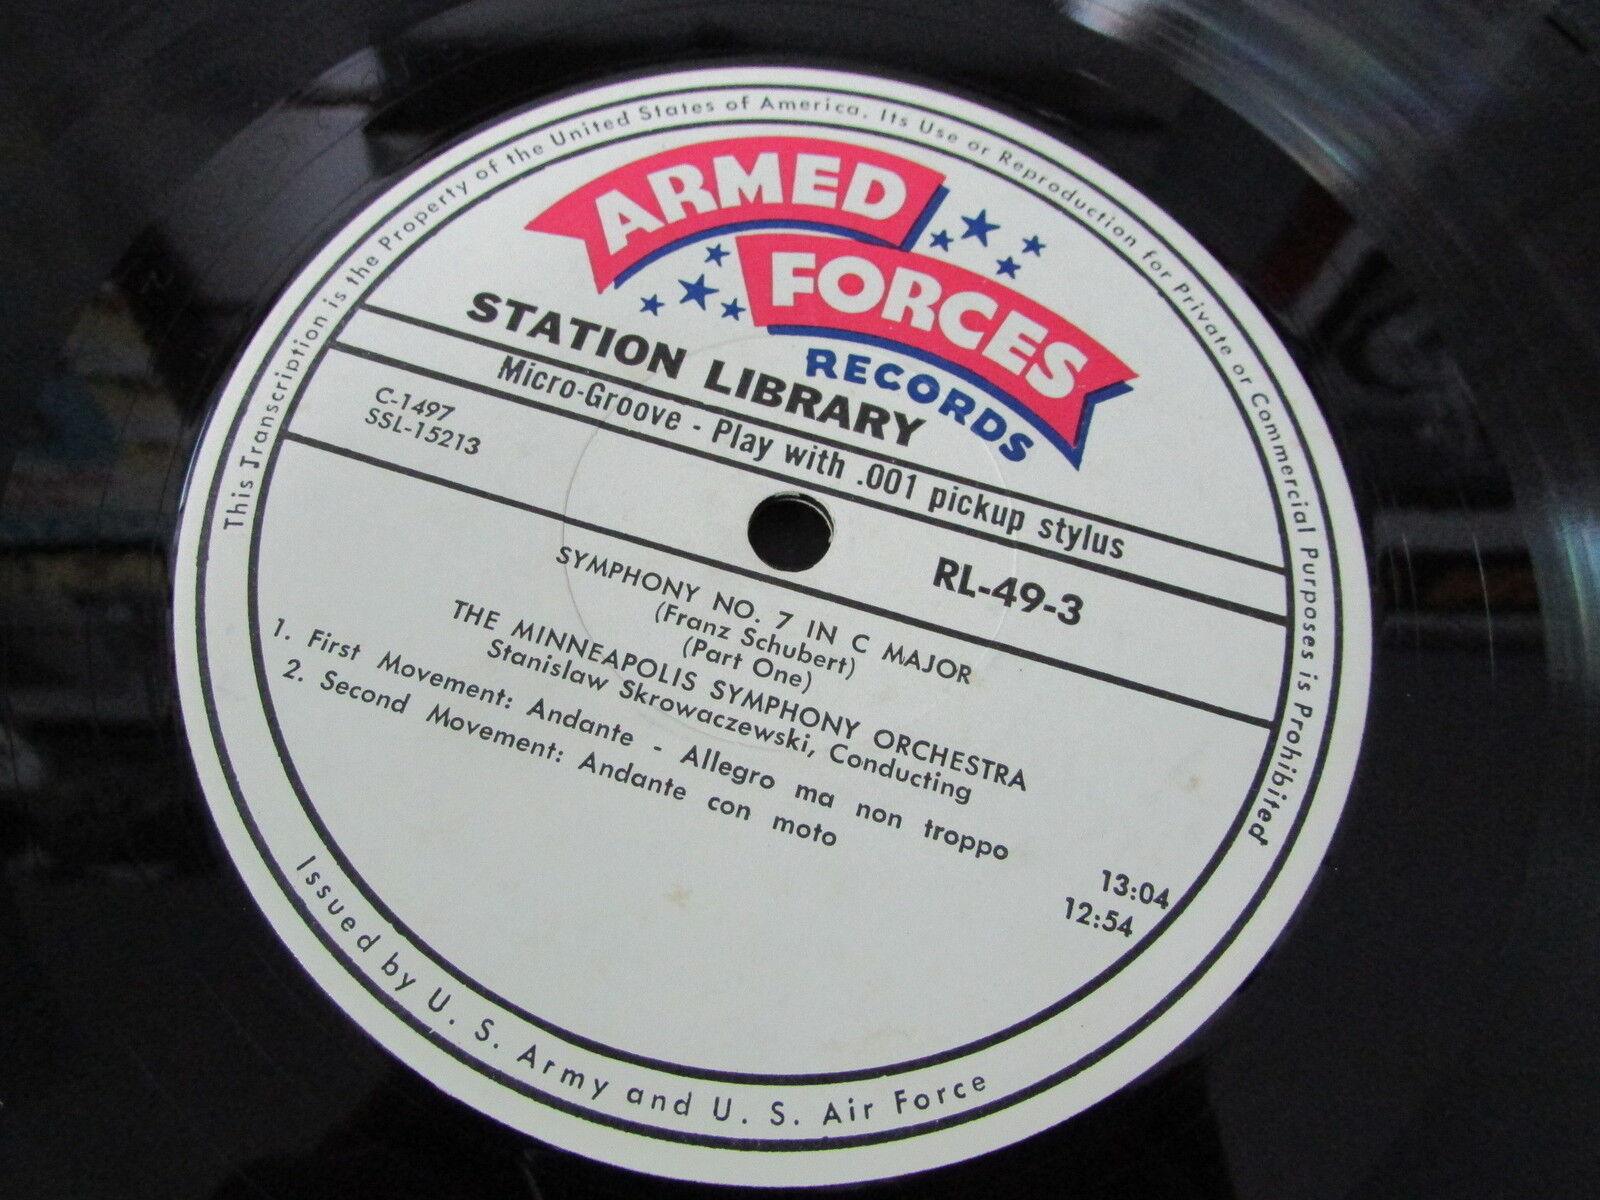 This Transcription is the Property of the United States of America. Its Use or Reproduction for Private or Commercial Purposes is Prohibited
ARMED
FORCES
RECORDS
STATION LIBRARY
Micro-Groove - Play with .001 pickup stylus
C-1497
SSL-15213
RL-49-3
SYMPHONY NO. 7 IN C MAJOR
(Franz Schubert)
(Part One)
THE MINNEAPOLIS SYMPHONY ORCHESTRA
Stanislaw Skrowaczewski, Conducting
1. First Movement: Andante - Allegro ma non troppo 13:04
2. Second Movement: Andante con moto 12:54
Issued by U. S. Army and U. S. Air Force